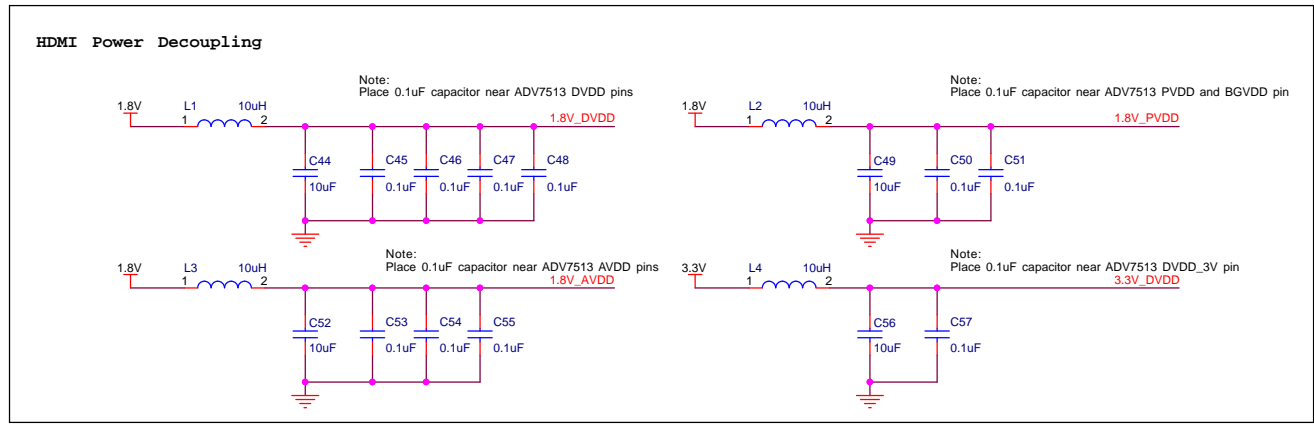 HDMI Power Decoupling
Note:
Place 0.1uF capacitor near ADV7513 DVDD pins
1.8V L1 10uH
1 2 1.8V_DVDD
C44 C45 C46 C47 C48
10uF 0.1uF 0.1uF 0.1uF 0.1uF
Note:
Place 0.1uF capacitor near ADV7513 PVDD and BGVDD pin
1.8V L2 10uH
1 2 1.8V_PVDD
C49 C50 C51
10uF 0.1uF 0.1uF
Note:
Place 0.1uF capacitor near ADV7513 AVDD pins
1.8V L3 10uH
1 2 1.8V_AVDD
C52 C53 C54 C55
10uF 0.1uF 0.1uF 0.1uF
Note:
Place 0.1uF capacitor near ADV7513 DVDD_3V pin
3.3V L4 10uH
1 2 3.3V_DVDD
C56 C57
10uF 0.1uF